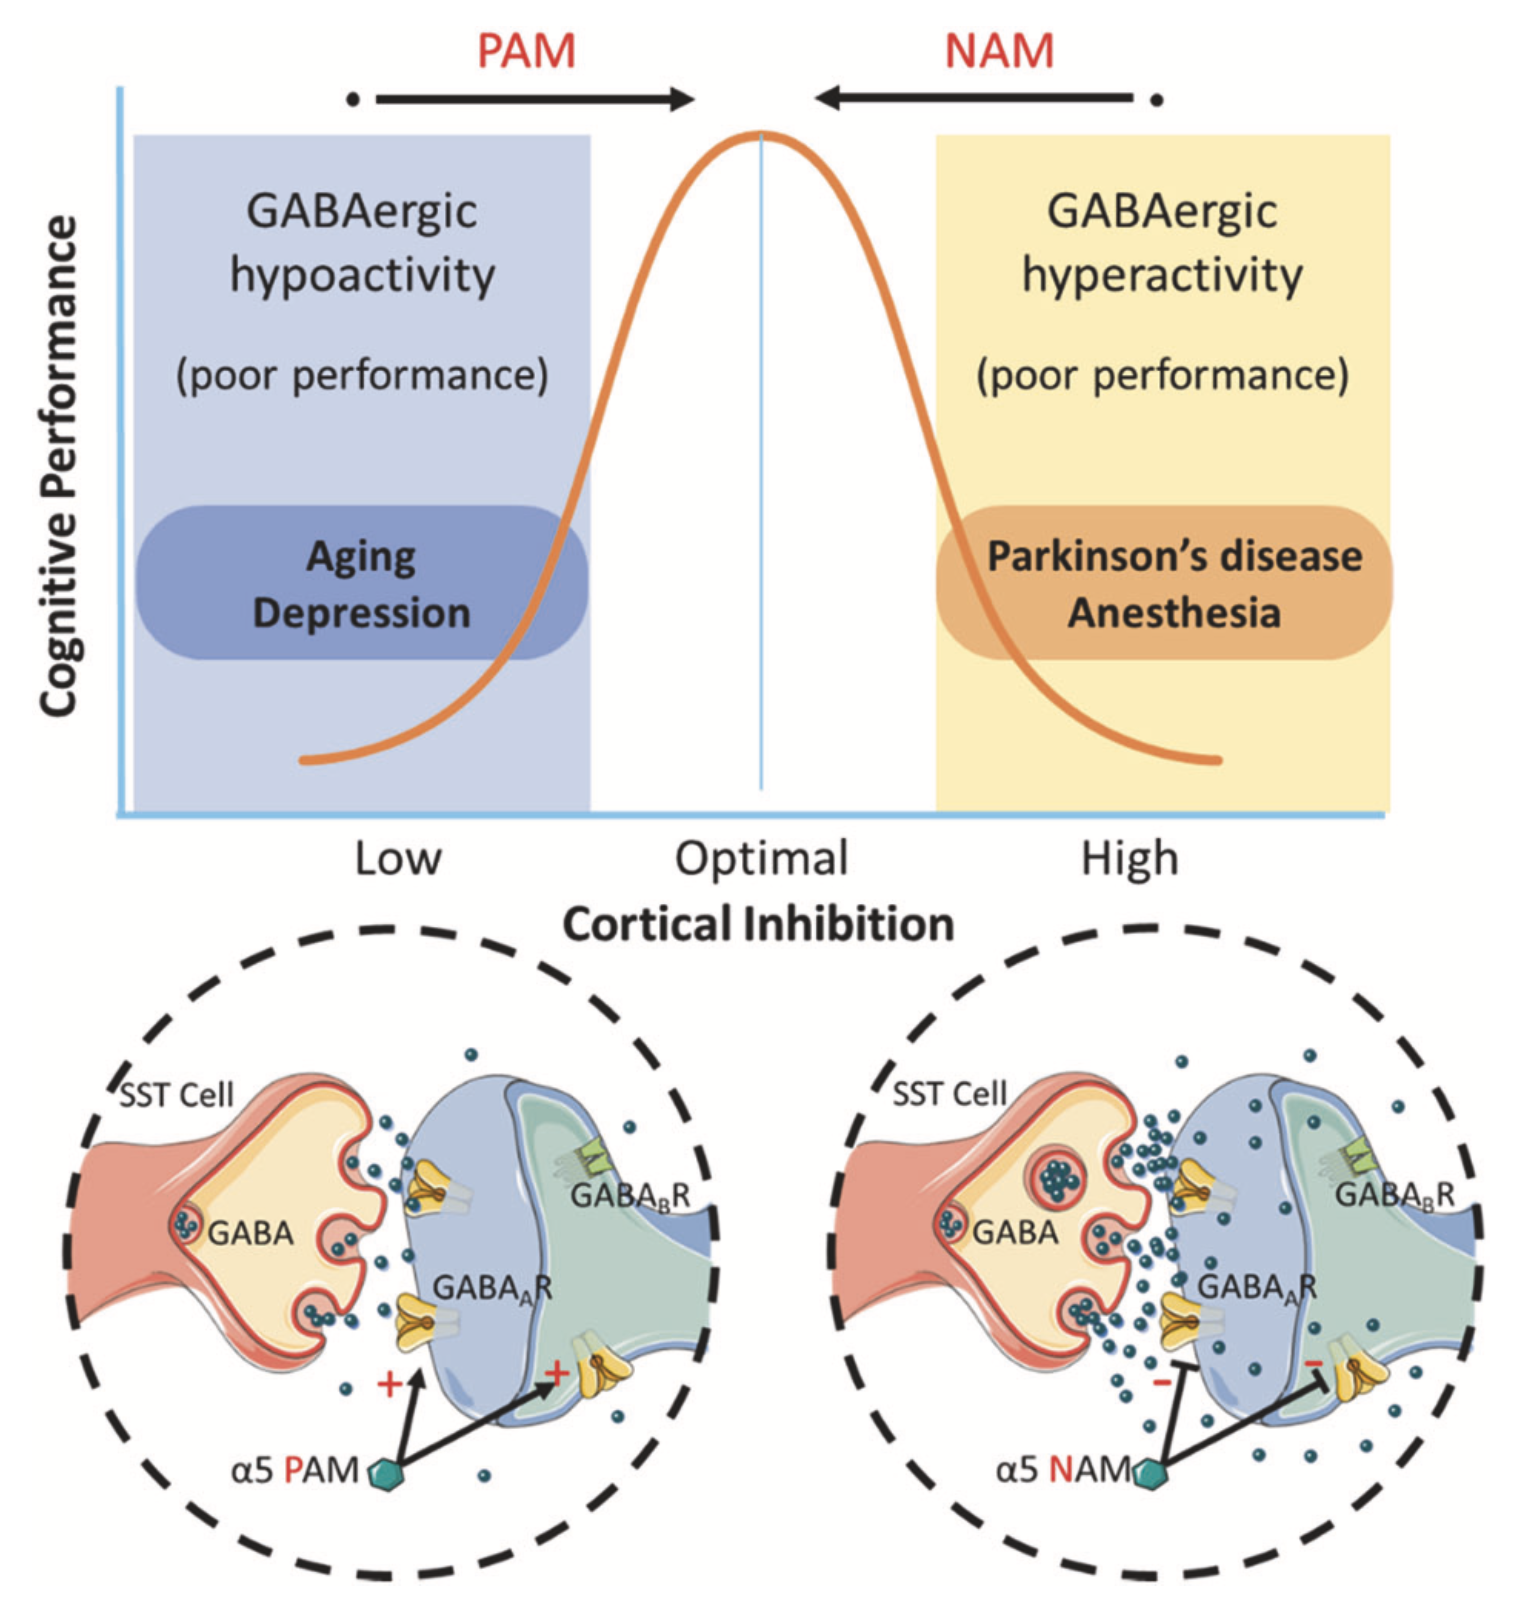 PAM
NAM
GABAergic
hypoactivity
(poor performance)
Aging
Depression
GABAergic
hyperactivity
(poor performance)
Parkinson’s disease
Anesthesia
Cognitive Performance
Low
Optimal
High
Cortical Inhibition
SST Cell
GABA
GABABR
GABAAR
+
+
α5 PAM
SST Cell
GABA
GABABR
GABAAR
-
-
α5 NAM